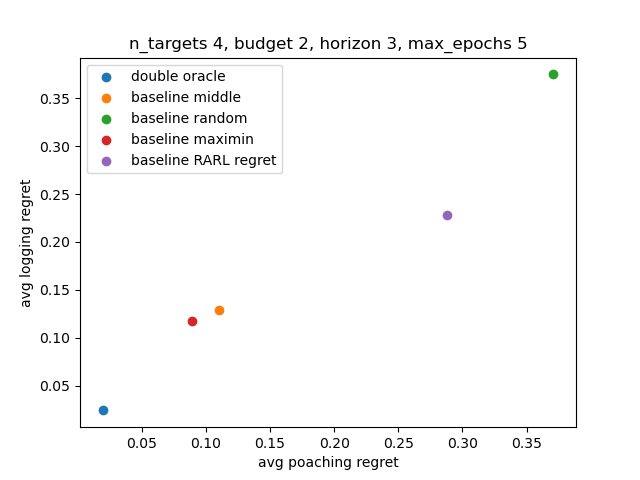 n_targets 4, budget 2, horizon 3, max_epochs 5
double oracle
baseline middle
baseline random
baseline maximin
baseline RARL regret
avg logging regret
0.35
0.30
0.25
0.20
0.15
0.10
0.05
0.05 0.10 0.15 0.20 0.25 0.30 0.35
avg poaching regret